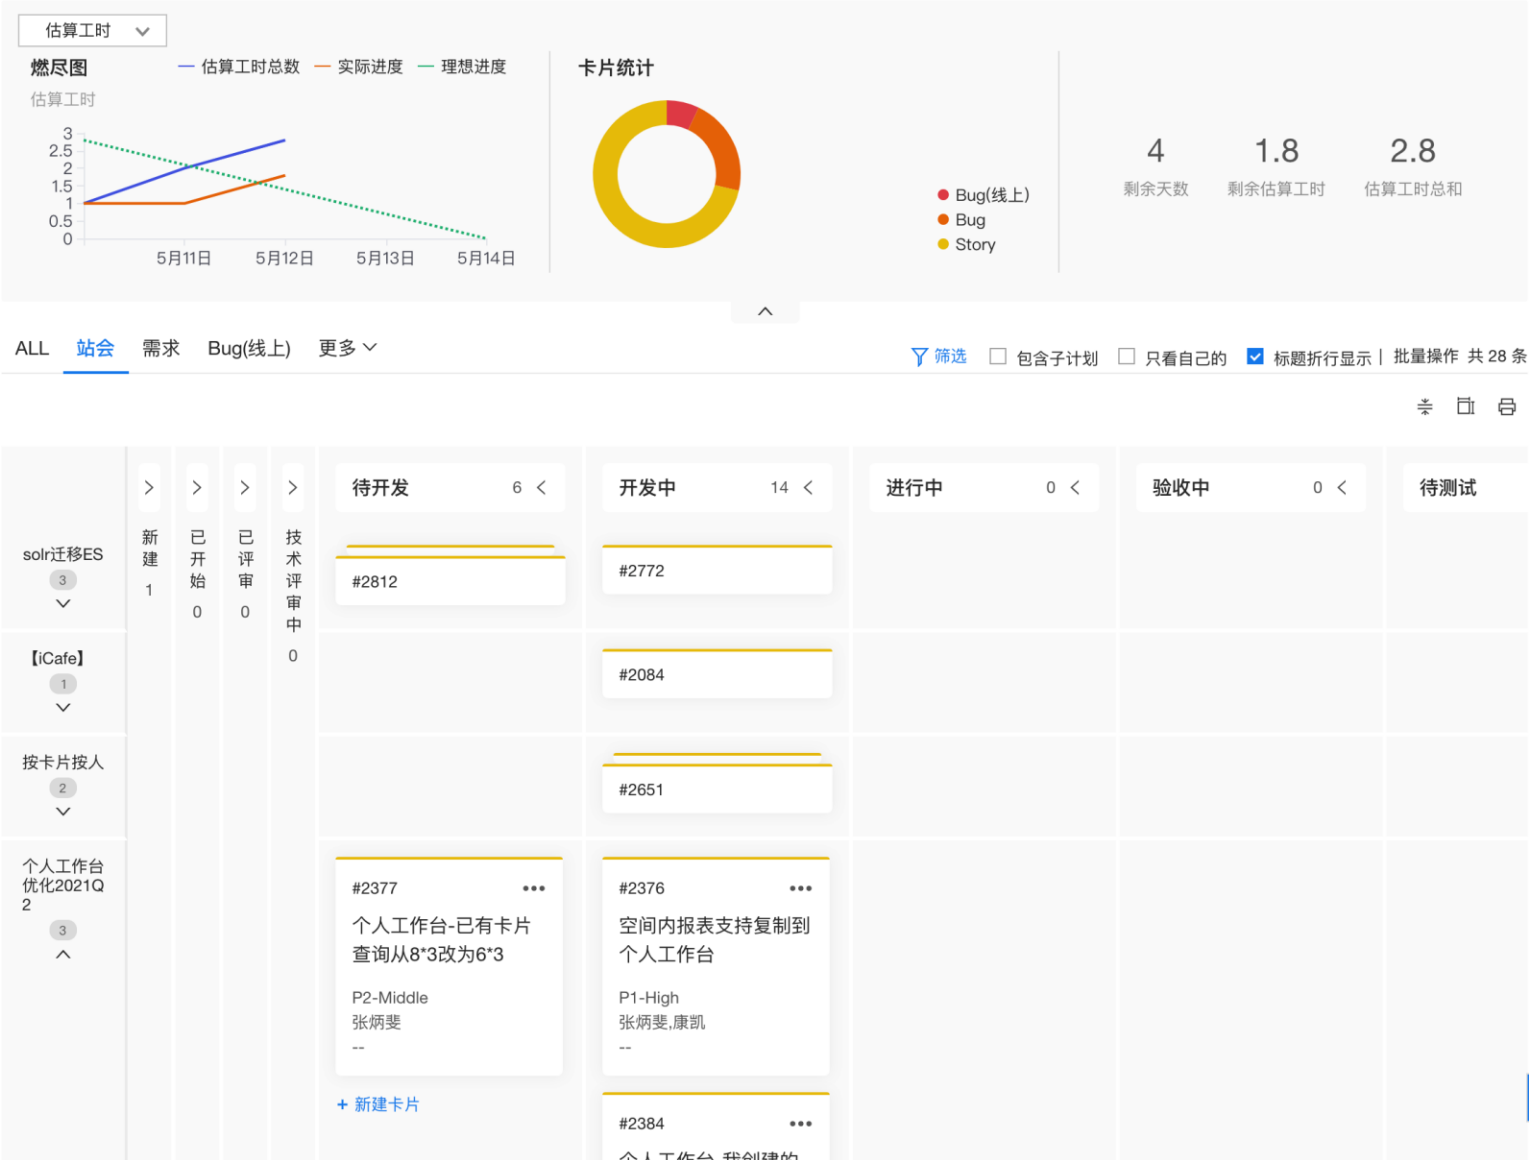 估算工时
燃尽图
估算工时总数 实际进度 理想进度
估算工时
3
2.5
2
1.5
1
0.5
0
5月11日 5月12日 5月13日 5月14日
卡片统计
Bug(线上)
Bug
Story
4 1.8 2.8
剩余天数 剩余估算工时 估算工时总和
ALL 站会 需求 Bug(线上) 更多
筛选 包含子计划 只看自己的 标题折行显示 | 批量操作 共 28 条
新建
1
已开始
0
已评审
0
技术评审中
0
待开发 6
开发中 14
进行中 0
验收中 0
待测试
solr迁移ES
3
#2812
#2772
【iCafe】
1
#2084
按卡片按人
2
#2651
个人工作台
优化2021Q
2
3
#2377
个人工作台-已有卡片
查询从8*3改为6*3
P2-Middle
张炳斐
--
+ 新建卡片
#2376
空间内报表支持复制到
个人工作台
P1-High
张炳斐,康凯
--
#2384
个人工作台-我创建的